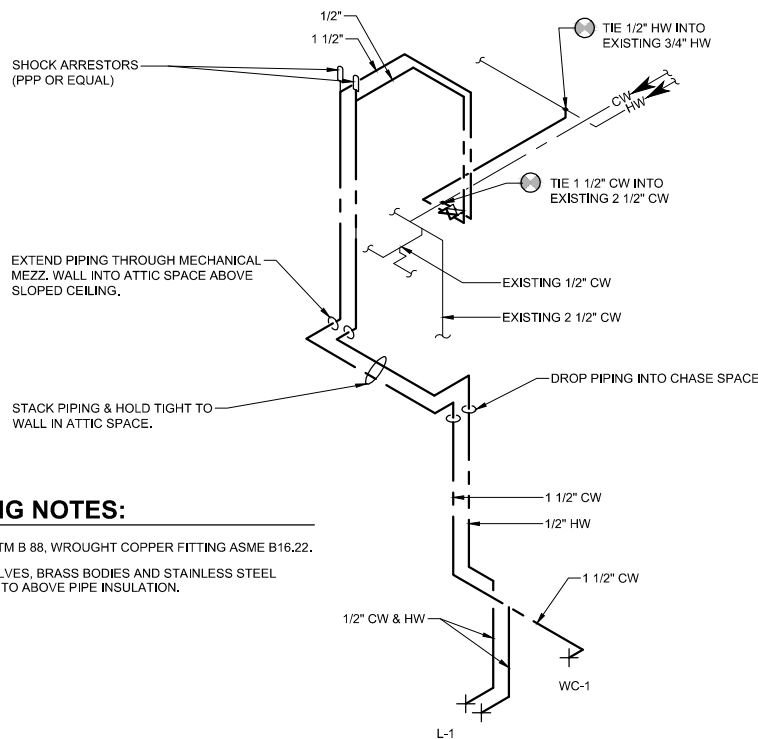 1/2"
1 1/2"
TIE 1/2" HW INTO
EXISTING 3/4" HW
SHOCK ARRESTORS
(PPP OR EQUAL)
CW
HW
TIE 1 1/2" CW INTO
EXISTING 2 1/2" CW
EXTEND PIPING THROUGH MECHANICAL
MEZZ. WALL INTO ATTIC SPACE ABOVE
SLOPED CEILING.
EXISTING 1/2" CW
EXISTING 2 1/2" CW
DROP PIPING INTO CHASE SPACE
STACK PIPING & HOLD TIGHT TO
WALL IN ATTIC SPACE.
NG NOTES:
1 1/2" CW
1/2" HW
TM B 88, WROUGHT COPPER FITTING ASME B16.22.
LVES, BRASS BODIES AND STAINLESS STEEL
TO ABOVE PIPE INSULATION.
1 1/2" CW
1/2" CW & HW
WC-1
L-1